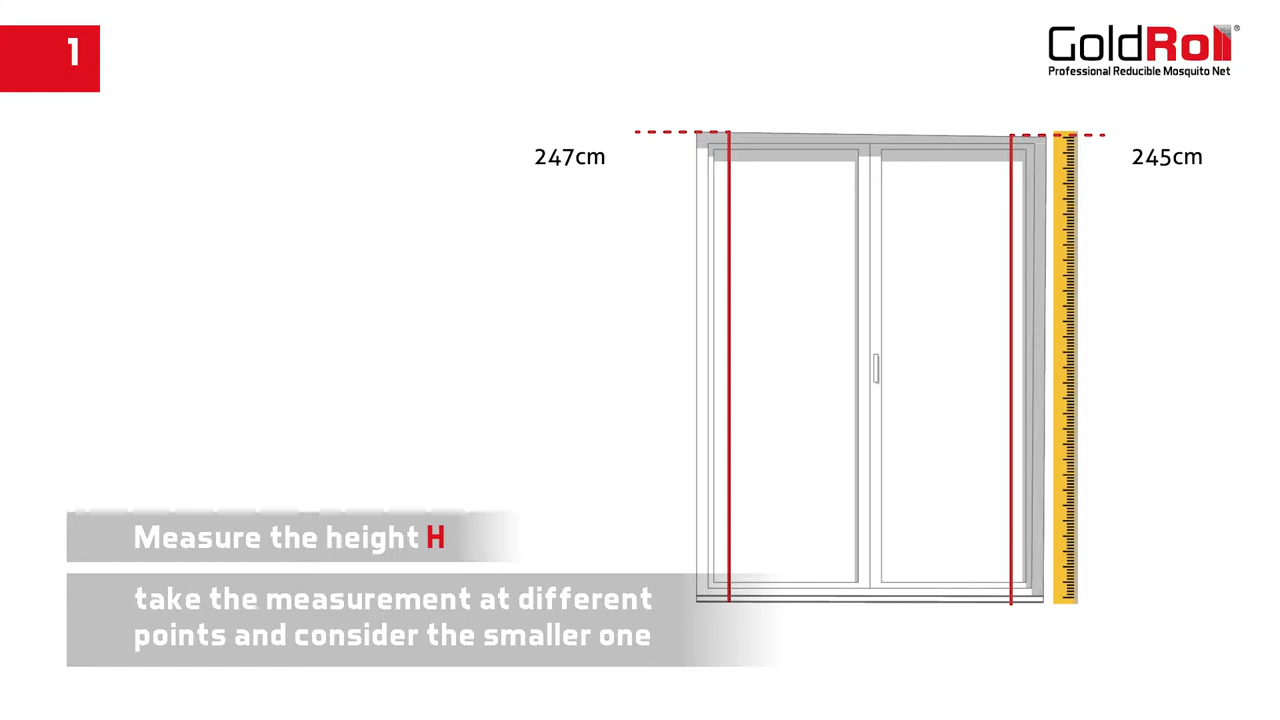 1
GoldRoll®
Professional Reducible Mosquito Net
247cm
245cm
Measure the height H
take the measurement at different
points and consider the smaller one